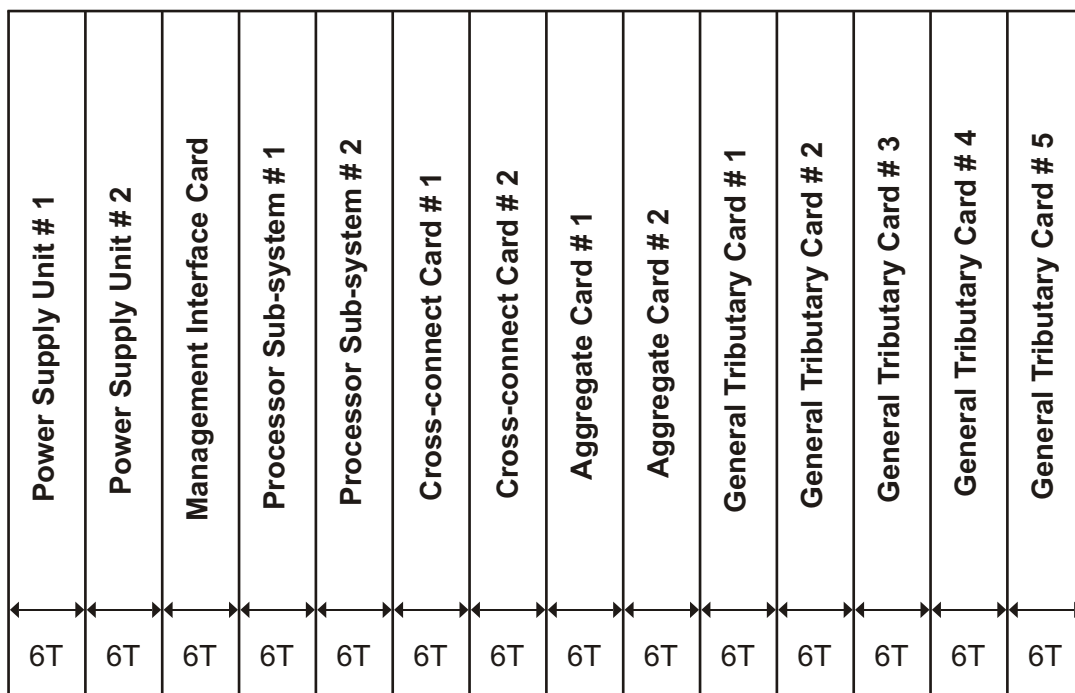 Power Supply Unit # 1
Power Supply Unit # 2
Management Interface Card
Processor Sub-system # 1
Processor Sub-system # 2
Cross-connect Card # 1
Cross-connect Card # 2
Aggregate Card # 1
Aggregate Card # 2
General Tributary Card # 1
General Tributary Card # 2
General Tributary Card # 3
General Tributary Card # 4
General Tributary Card # 5
6T 6T 6T 6T 6T 6T 6T 6T 6T 6T 6T 6T 6T 6T